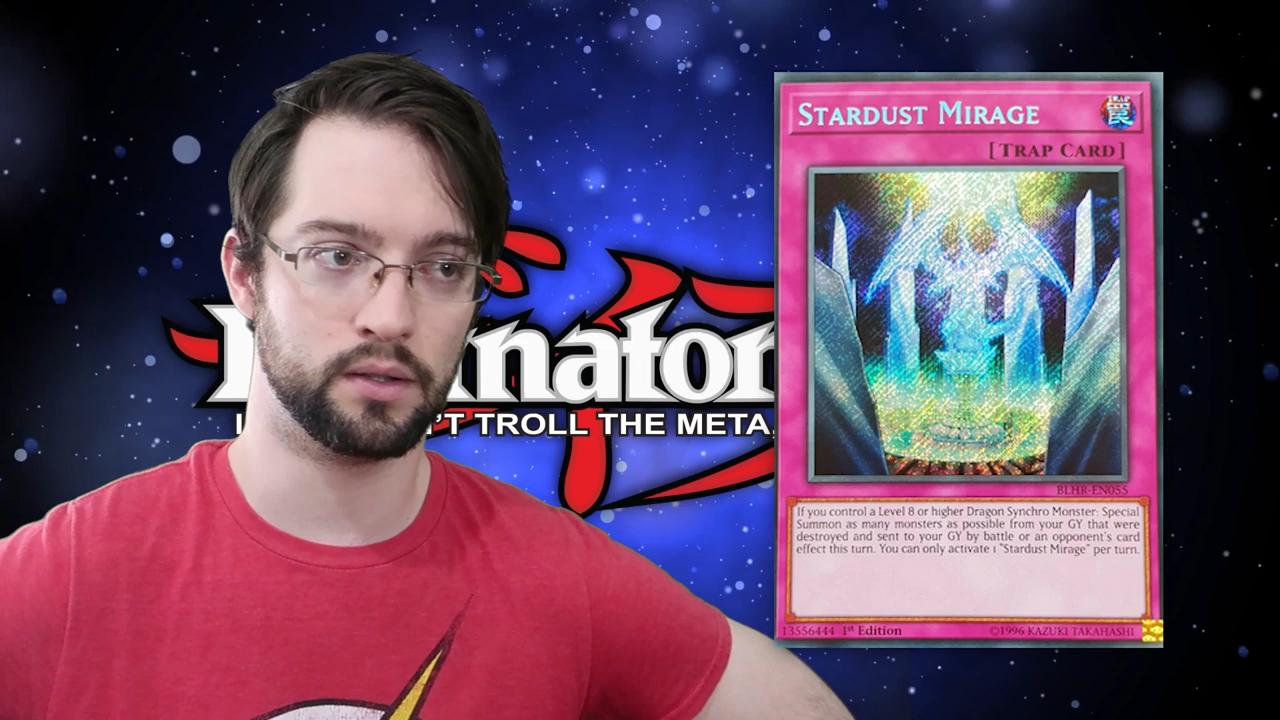 STARDUST MIRAGE
TRAP
罠
[TRAP CARD]
nator
'T TROLL THE META.
BLHR-EN055
If you control a Level 8 or higher Dragon Synchro Monster: Special
Summon as many monsters as possible from your GY that were
destroyed and sent to your GY by battle or an opponent's card
effect this turn. You can only activate 1 "Stardust Mirage" per turn.
13556444 1st Edition ©1996 KAZUKI TAKAHASHI